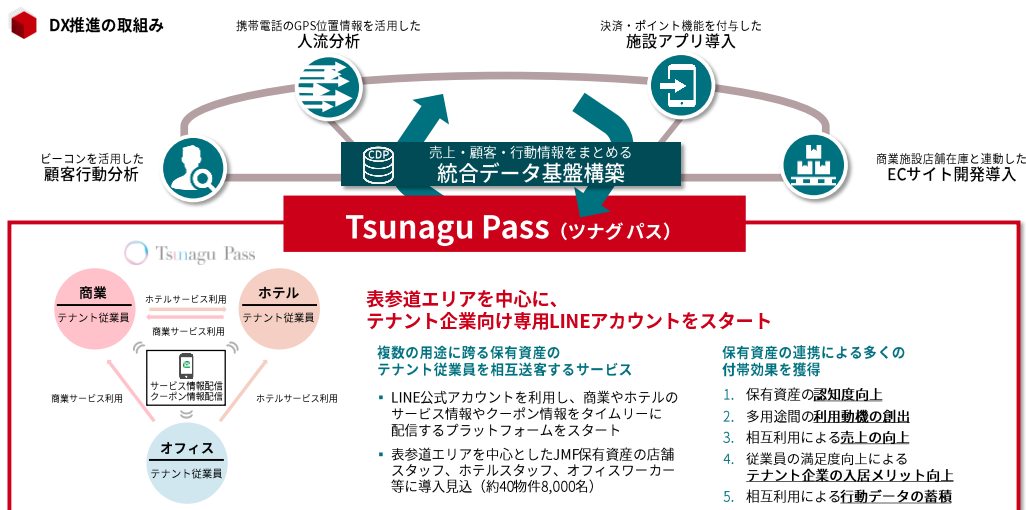 DX推進の取組み
携帯電話のGPS位置情報を活用した
人流分析
決済・ポイント機能を付与した
施設アプリ導入
ビーコンを活用した
顧客行動分析
CDP
売上・顧客・行動情報をまとめる
統合データ基盤構築
商業施設店舗在庫と連動した
ECサイト開発導入
Tsunagu Pass（ツナグ パス）
Tsunagu Pass
商業
テナント従業員
ホテルサービス利用
商業サービス利用
ホテル
テナント従業員
サービス情報配信
クーポン情報配信
商業サービス利用
ホテルサービス利用
オフィス
テナント従業員
表参道エリアを中心に、
テナント企業向け専用LINEアカウントをスタート
複数の用途に跨る保有資産の
テナント従業員を相互送客するサービス
▪ LINE公式アカウントを利用し、商業やホテルの
サービス情報やクーポン情報をタイムリーに
配信するプラットフォームをスタート
▪ 表参道エリアを中心としたJMF保有資産の店舗
スタッフ、ホテルスタッフ、オフィスワーカー
等に導入見込（約40物件8,000名）
保有資産の連携による多くの
付帯効果を獲得
1. 保有資産の認知度向上
2. 多用途間の利用動機の創出
3. 相互利用による売上の向上
4. 従業員の満足度向上による
テナント企業の入居メリット向上
5. 相互利用による行動データの蓄積